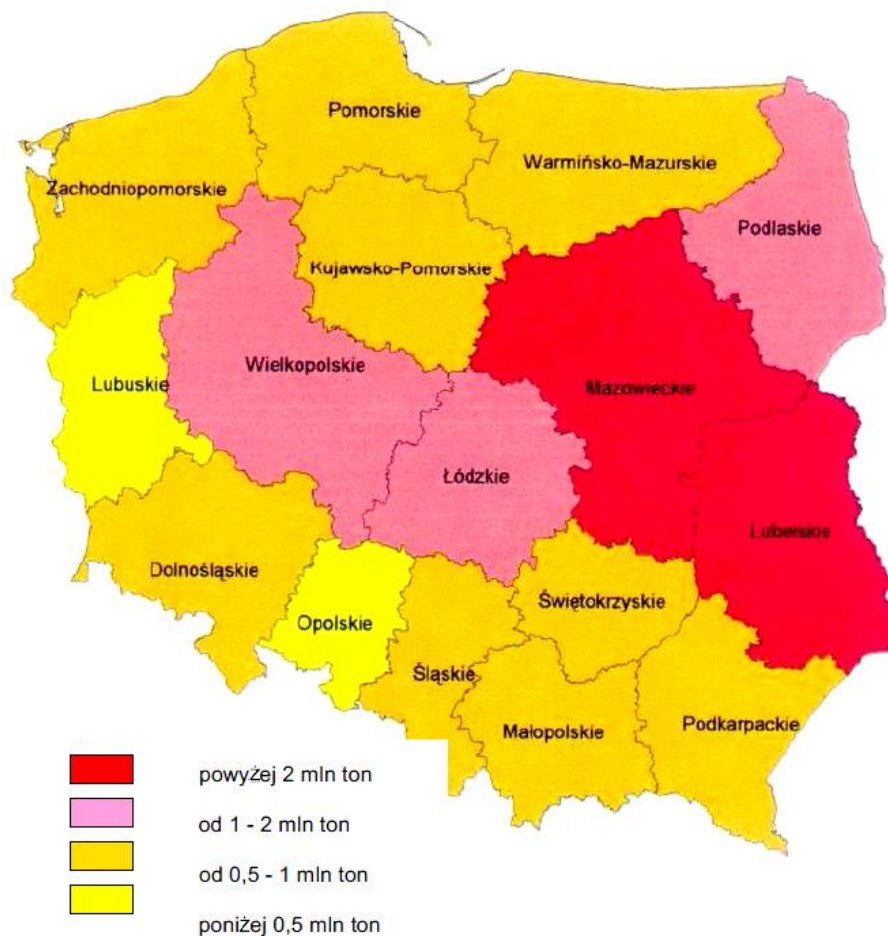 Pomorskie
Warmińsko-Mazurskie
Zachodniopomorskie
Podlaskie
Kujawsko-Pomorskie
Wielkopolskie
Lubuskie
Mazowieckie
Łódzkie
Lubelskie
Dolnośląskie
Świętokrzyskie
Opolskie
Śląskie
Podkarpackie
Małopolskie
powyżej 2 mln ton
od 1 - 2 mln ton
od 0,5 - 1 mln ton
poniżej 0,5 mln ton